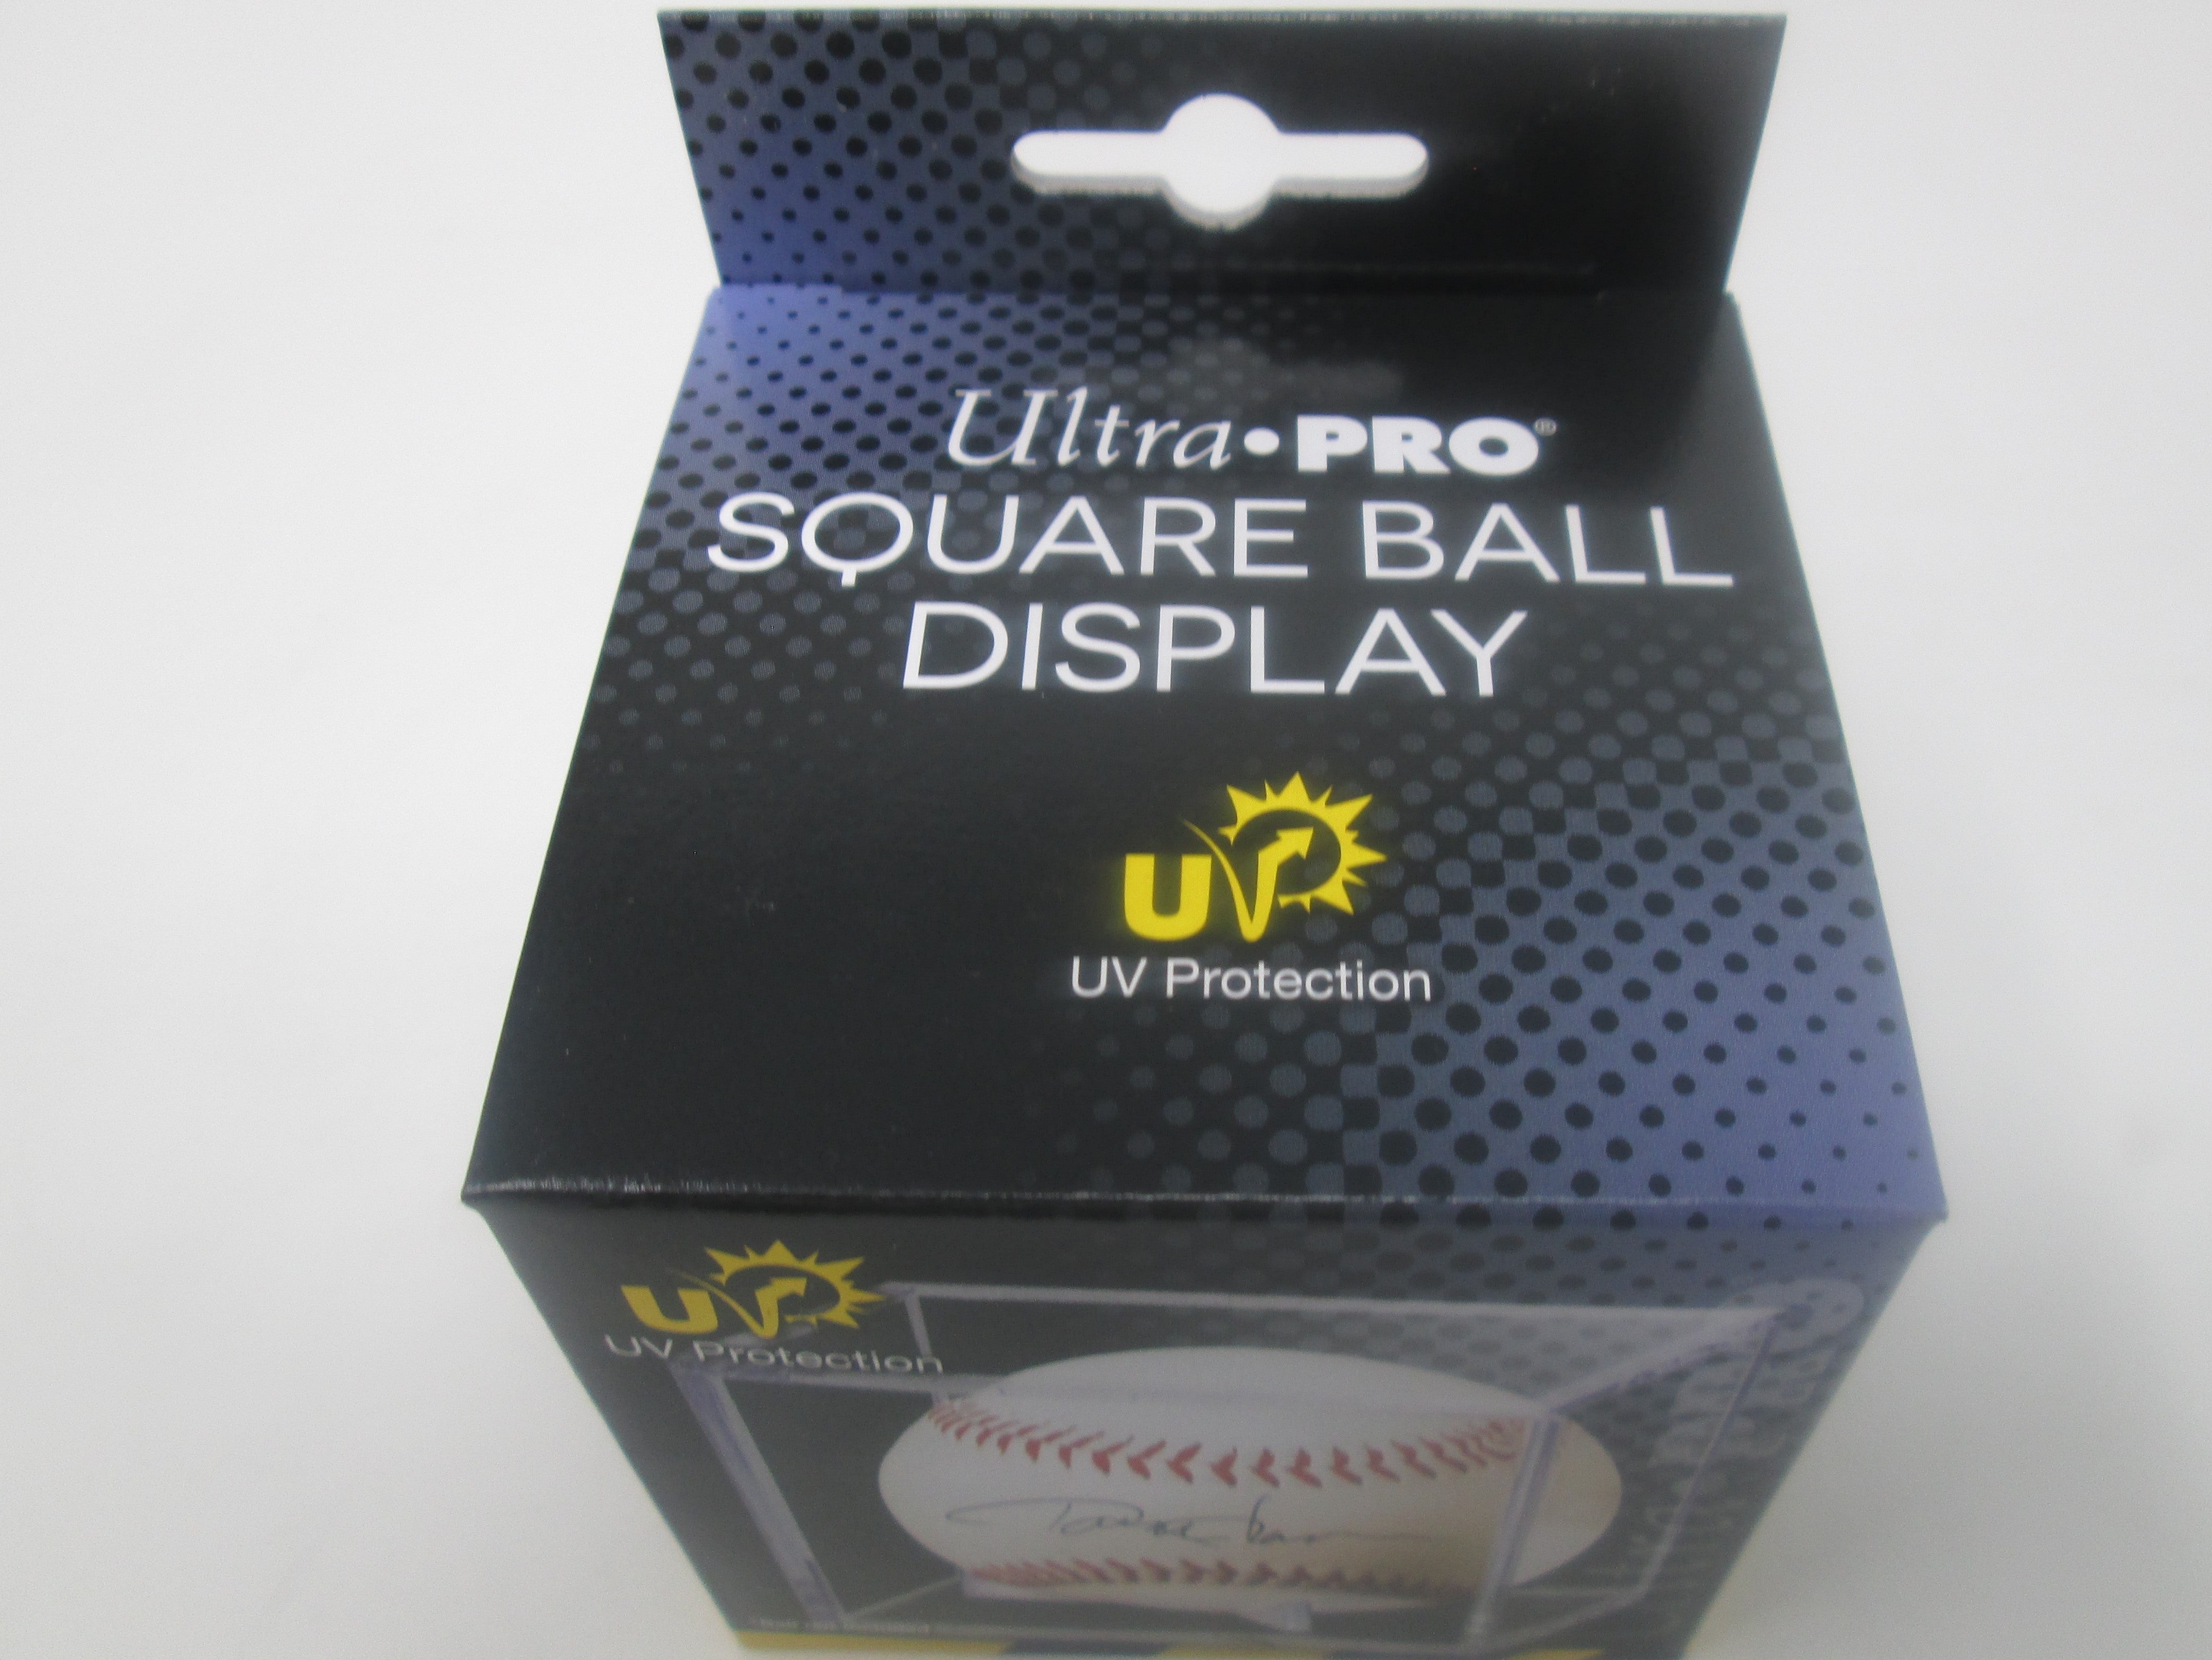 Ultra•PRO®
SQUARE BALL
DISPLAY
UV
UV Protection
UV
UV Protection